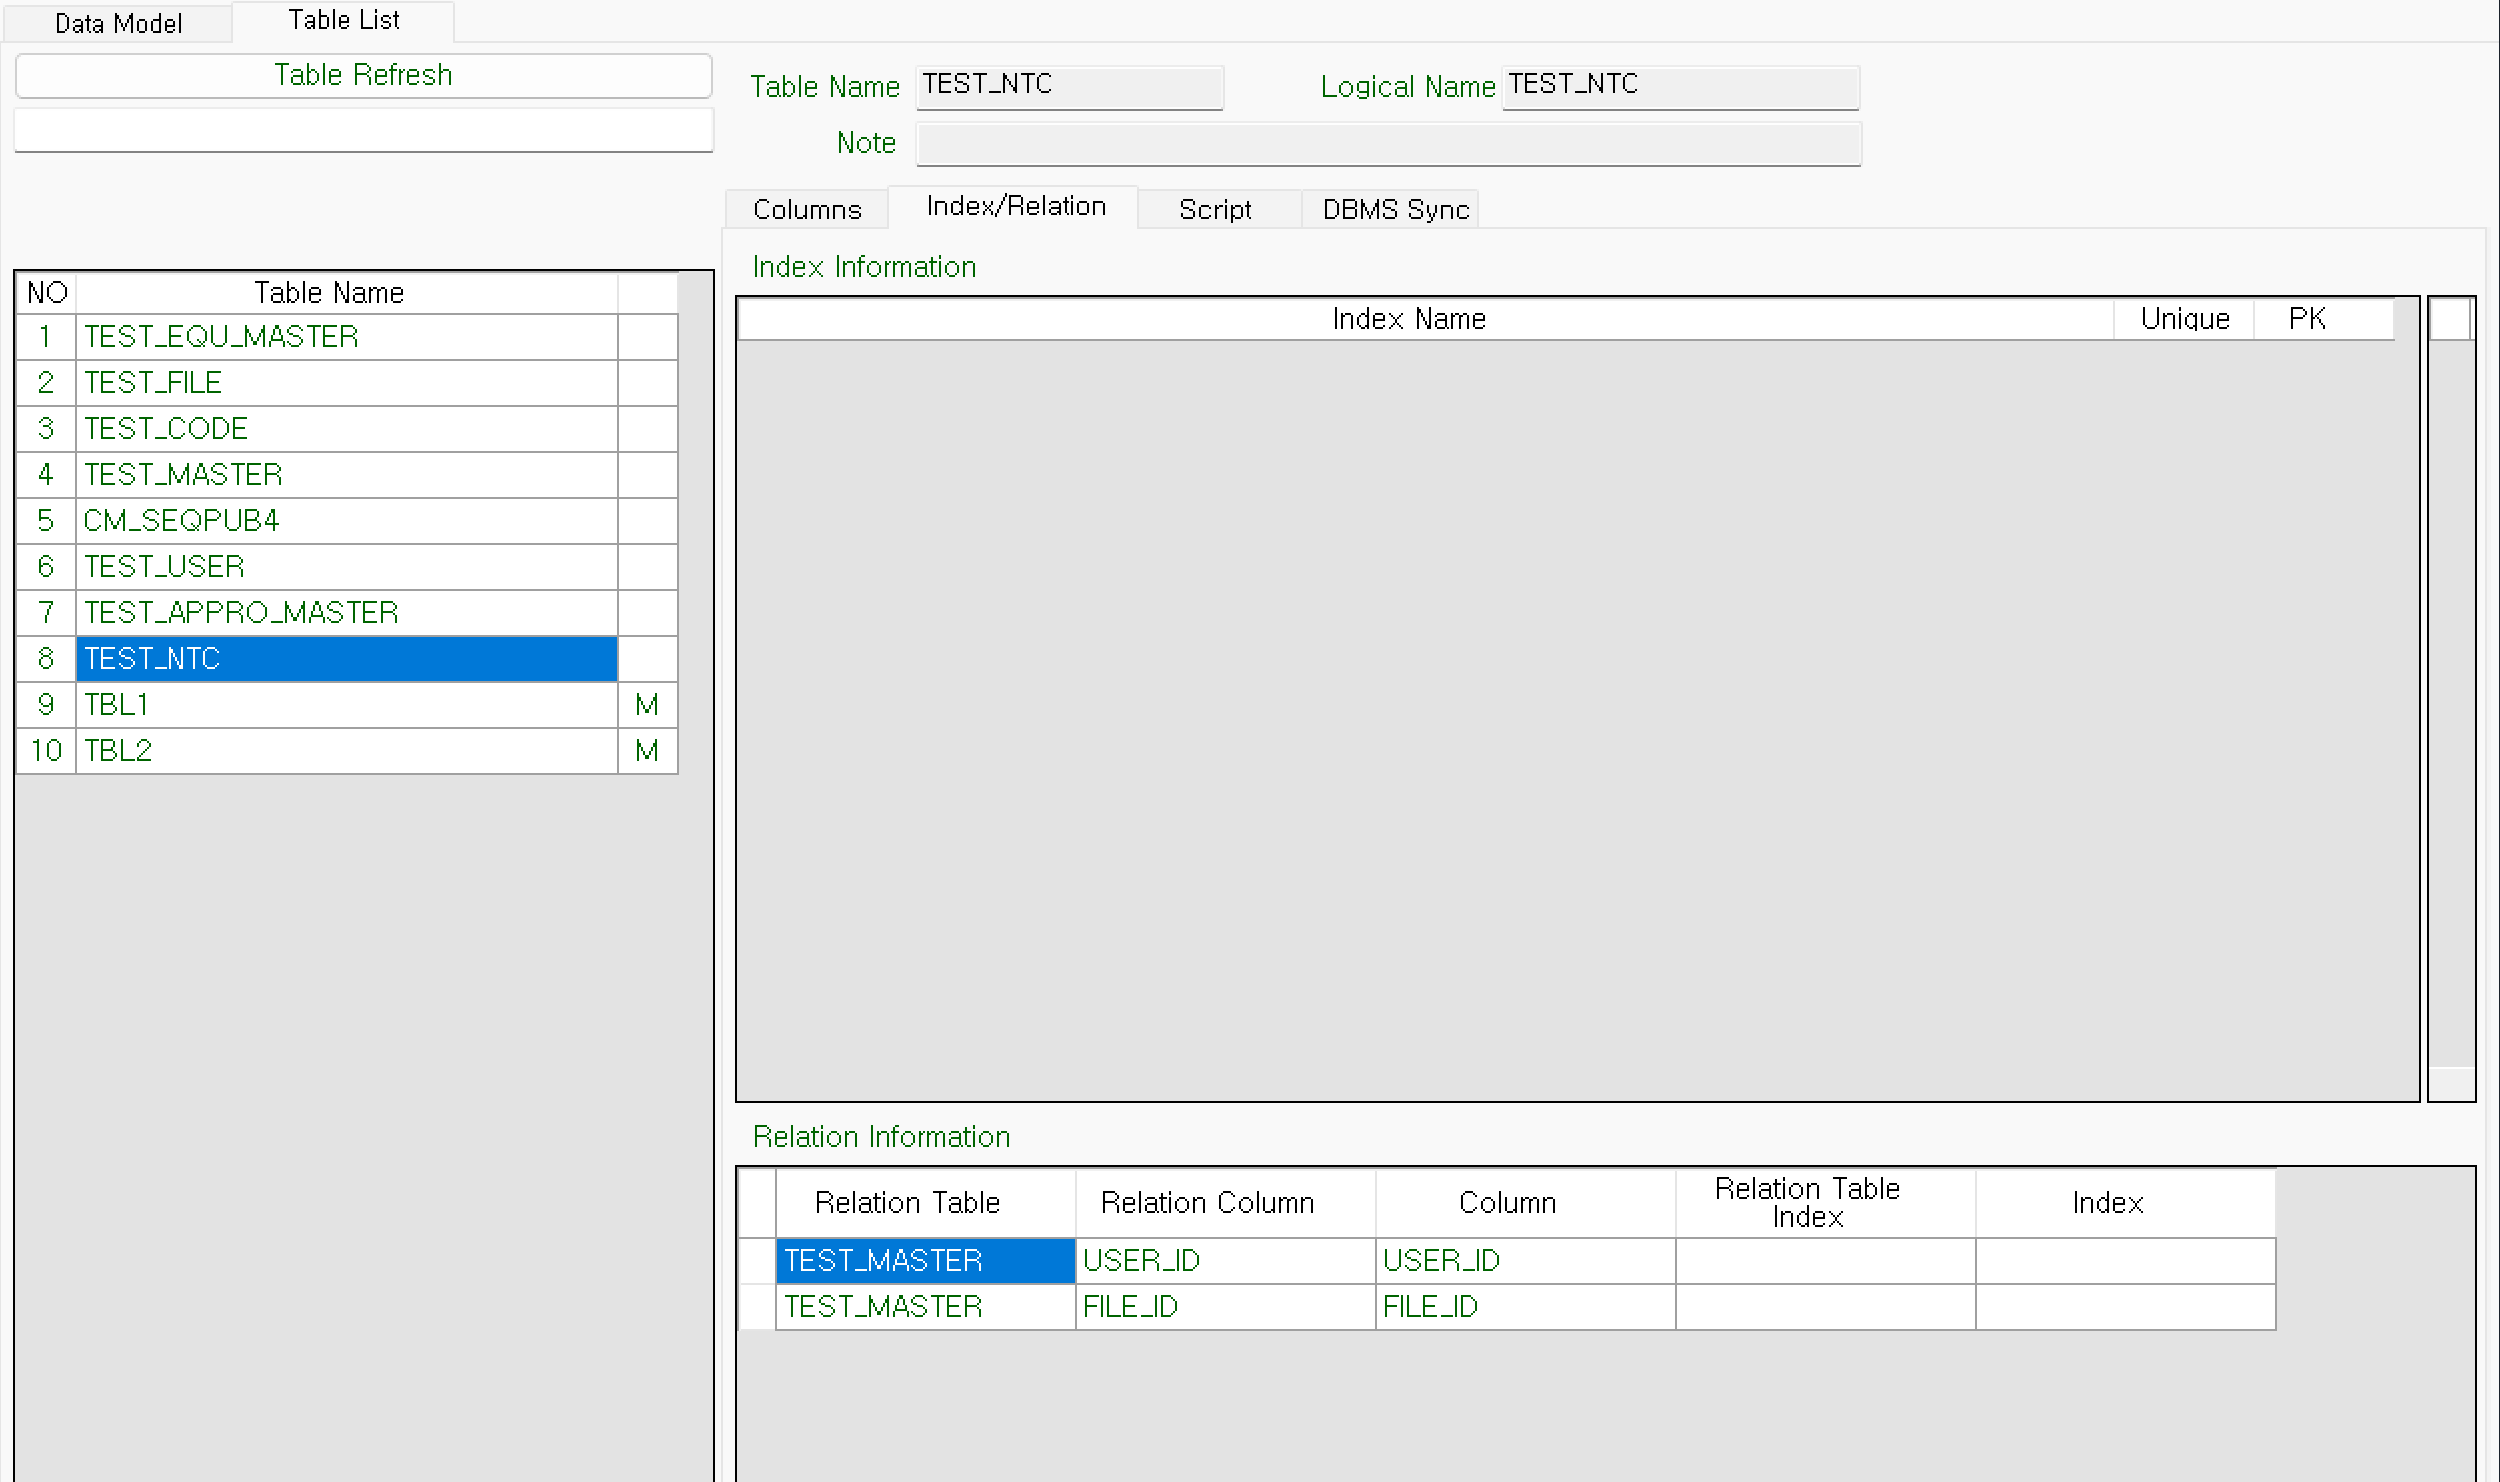 Data Model
Table List
Table Refresh
Table Name TEST_NTC Logical Name TEST_NTC
Note
Columns Index/Relation Script DBMS Sync
NO Table Name
1 TEST_EQU_MASTER
2 TEST_FILE
3 TEST_CODE
4 TEST_MASTER
5 CM_SEQPUB4
6 TEST_USER
7 TEST_APPRO_MASTER
8 TEST_NTC
9 TBL1 M
10 TBL2 M
Index Information
Index Name Unique PK
Relation Information
Relation Table Relation Column Column Relation Table Index Index
TEST_MASTER USER_ID USER_ID
TEST_MASTER FILE_ID FILE_ID